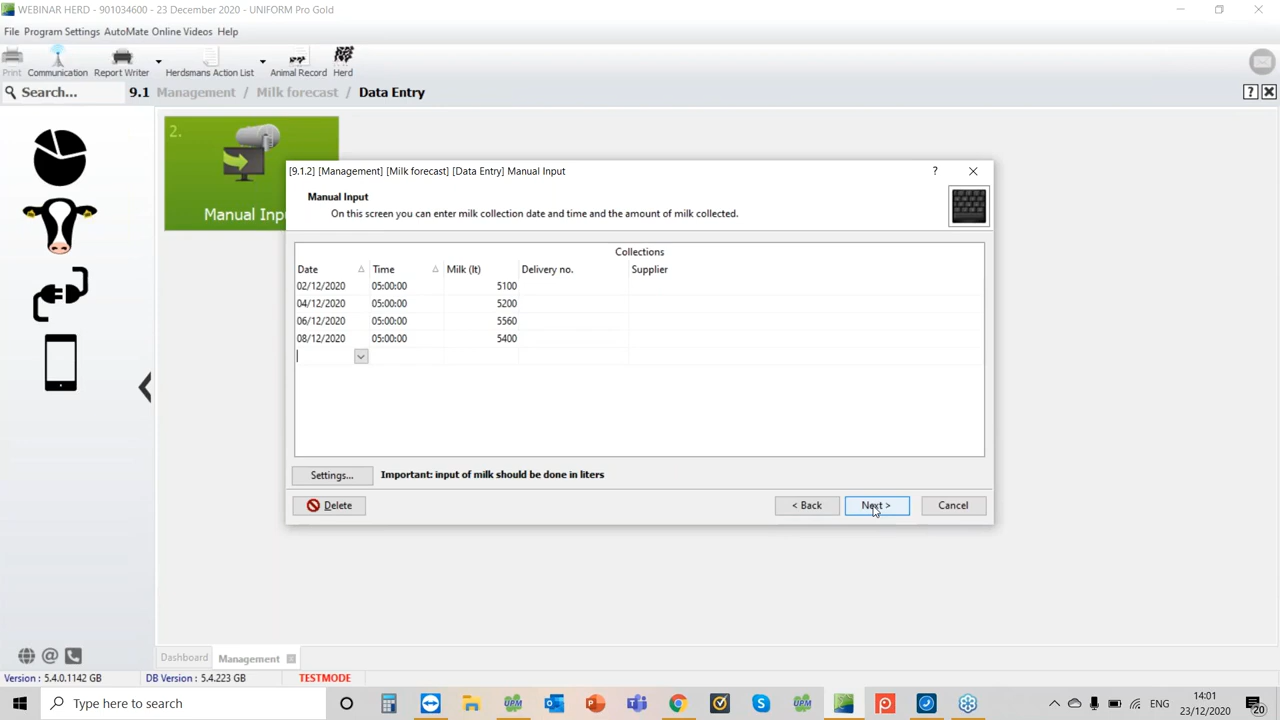 WEBINAR HERD - 901034600 - 23 December 2020 - UNIFORM Pro Gold
File Program Settings AutoMate Online Videos Help
Print Communication Report Writer Herdsmans Action List Animal Record Herd
Search... 9.1 Management / Milk forecast / Data Entry
2.
Manual Inpu
[9.1.2] [Management] [Milk forecast] [Data Entry] Manual Input
Manual Input
On this screen you can enter milk collection date and time and the amount of milk collected.
Collections
Date Time Milk (lt) Delivery no. Supplier
02/12/2020 05:00:00 5100
04/12/2020 05:00:00 5200
06/12/2020 05:00:00 5560
08/12/2020 05:00:00 5400
Settings... Important: input of milk should be done in liters
Delete < Back Next > Cancel
Dashboard Management
Version : 5.4.0.1142 GB DB Version : 5.4.223 GB TESTMODE
Type here to search
UPM
UPM
ENG
14:01
23/12/2020
20